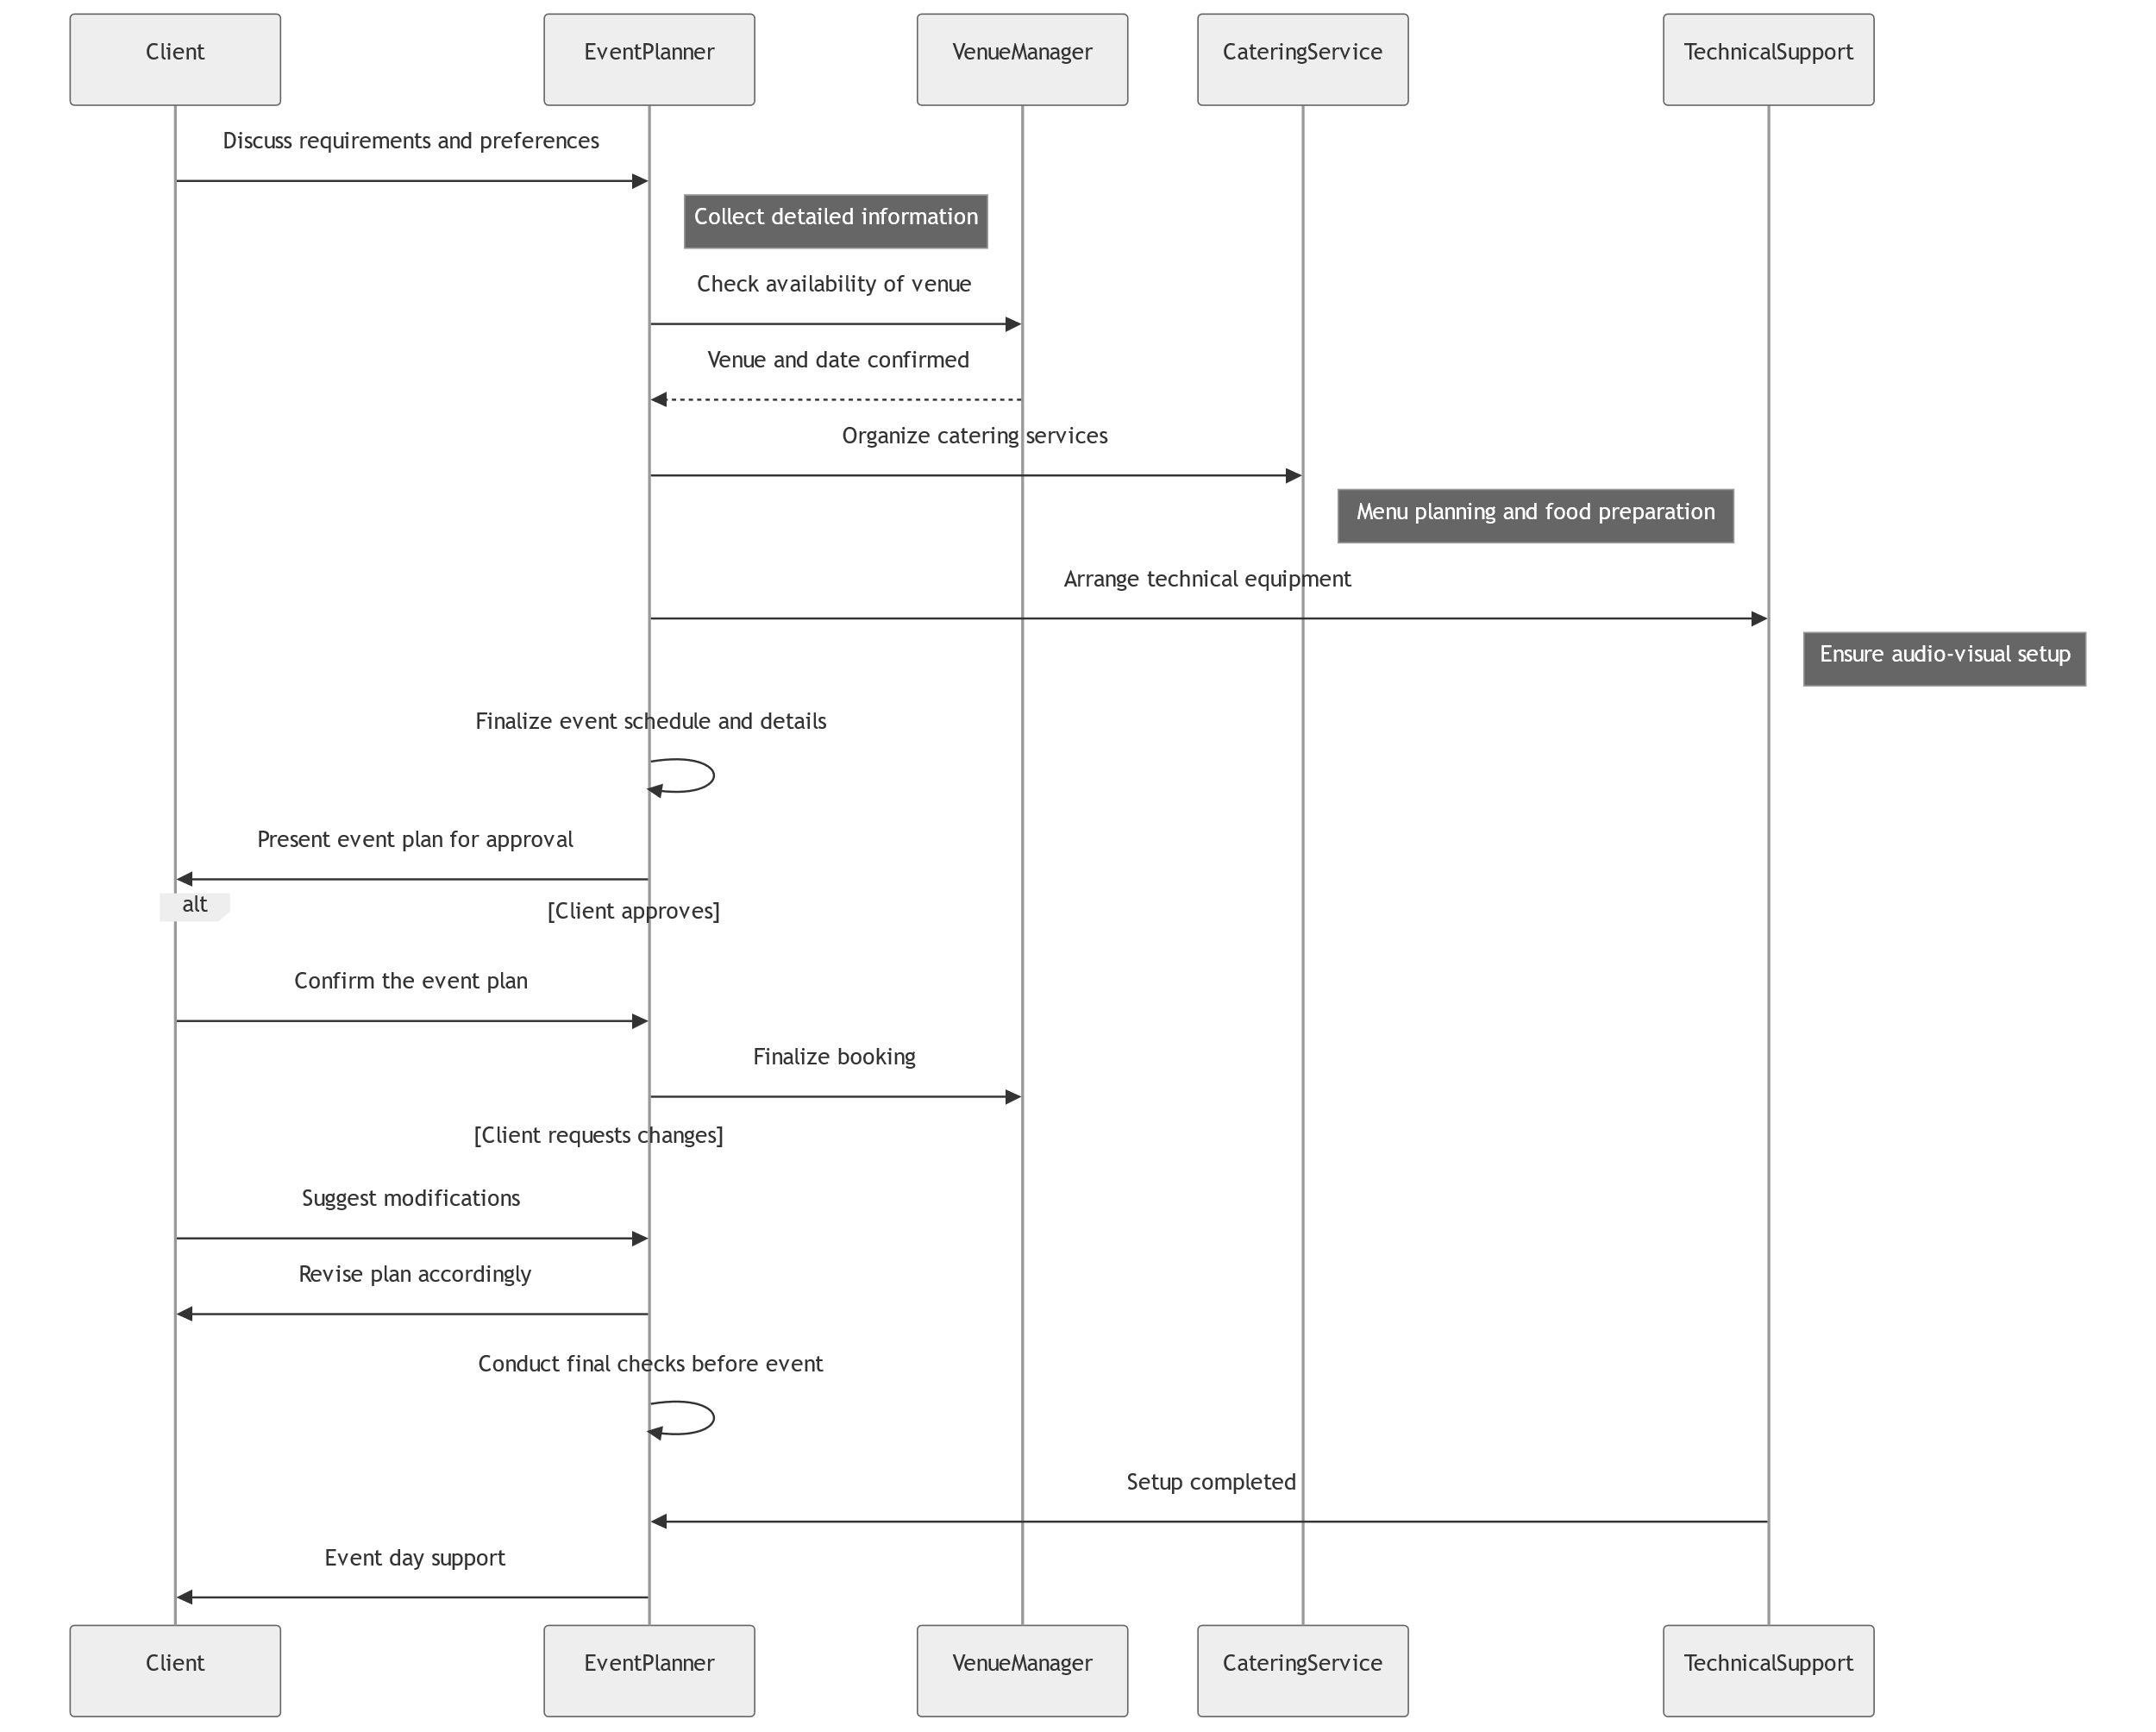 Client
EventPlanner
VenueManager
CateringService
TechnicalSupport
Discuss requirements and preferences
Collect detailed information
Check availability of venue
Venue and date confirmed
Organize catering services
Menu planning and food preparation
Arrange technical equipment
Ensure audio-visual setup
Finalize event schedule and details
Present event plan for approval
alt
[Client approves]
Confirm the event plan
Finalize booking
[Client requests changes]
Suggest modifications
Revise plan accordingly
Conduct final checks before event
Setup completed
Event day support
Client
EventPlanner
VenueManager
CateringService
TechnicalSupport